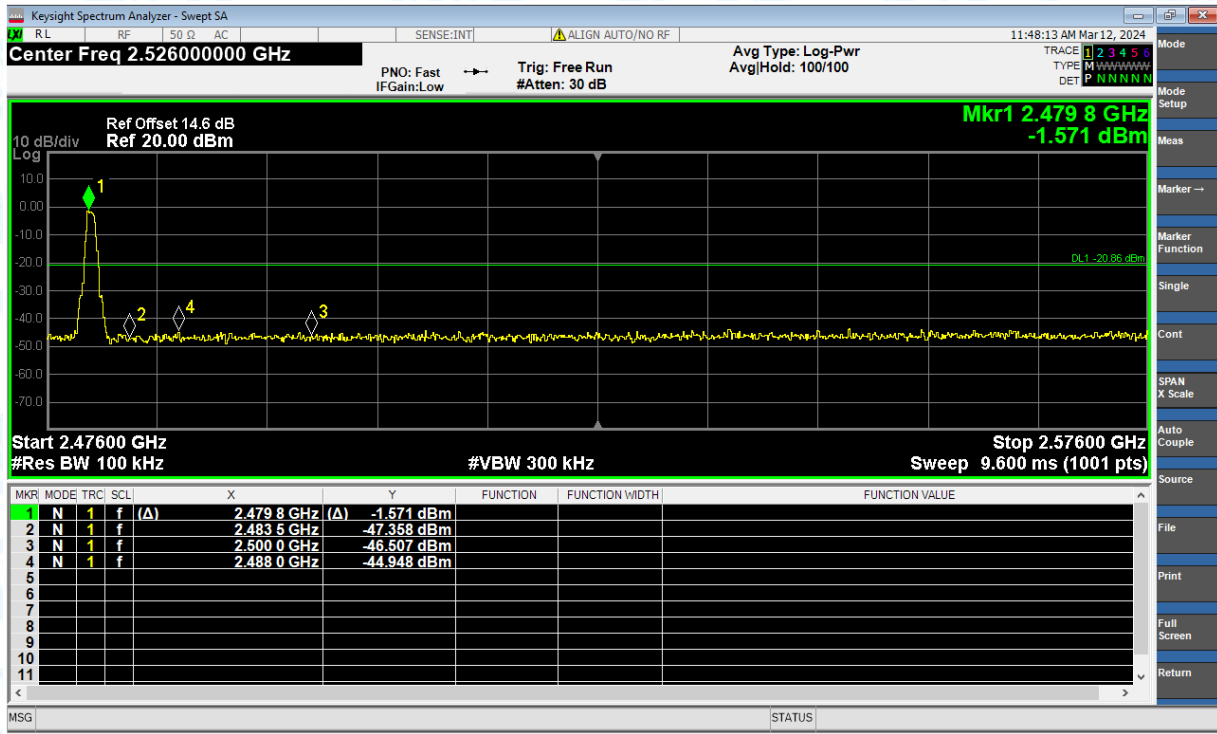 Keysight Spectrum Analyzer - Swept SA
LXI RL RF 50 Ω AC SENSE:INT ALIGN AUTO/NO RF 11:48:13 AM Mar 12, 2024
Center Freq 2.526000000 GHz
PNO: Fast
IFGain:Low
Trig: Free Run
#Atten: 30 dB
Avg Type: Log-Pwr
Avg|Hold: 100/100
TRACE 1 2 3 4 5 6
TYPE M WWWWW
DET P N N N N N
Mkr1 2.479 8 GHz
-1.571 dBm
Ref Offset 14.6 dB
10 dB/div Ref 20.00 dBm
Log
10.0
0.00
-10.0
-20.0
-30.0
-40.0
-50.0
-60.0
-70.0
1
2
4
3
DL1 -20.86 dBm
Start 2.47600 GHz Stop 2.57600 GHz
#Res BW 100 kHz #VBW 300 kHz Sweep 9.600 ms (1001 pts)
MKR MODE TRC SCL X Y FUNCTION FUNCTION WIDTH FUNCTION VALUE
1 N 1 f (Δ) 2.479 8 GHz (Δ) -1.571 dBm
2 N 1 f 2.483 5 GHz -47.358 dBm
3 N 1 f 2.500 0 GHz -46.507 dBm
4 N 1 f 2.488 0 GHz -44.948 dBm
5
6
7
8
9
10
11
MSG STATUS
Mode
Mode
Setup
Meas
Marker →
Marker
Function
Single
Cont
SPAN
X Scale
Auto
Couple
Source
File
Print
Full
Screen
Return